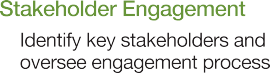 Stakeholder Engagement
Identify key stakeholders and
oversee engagement process